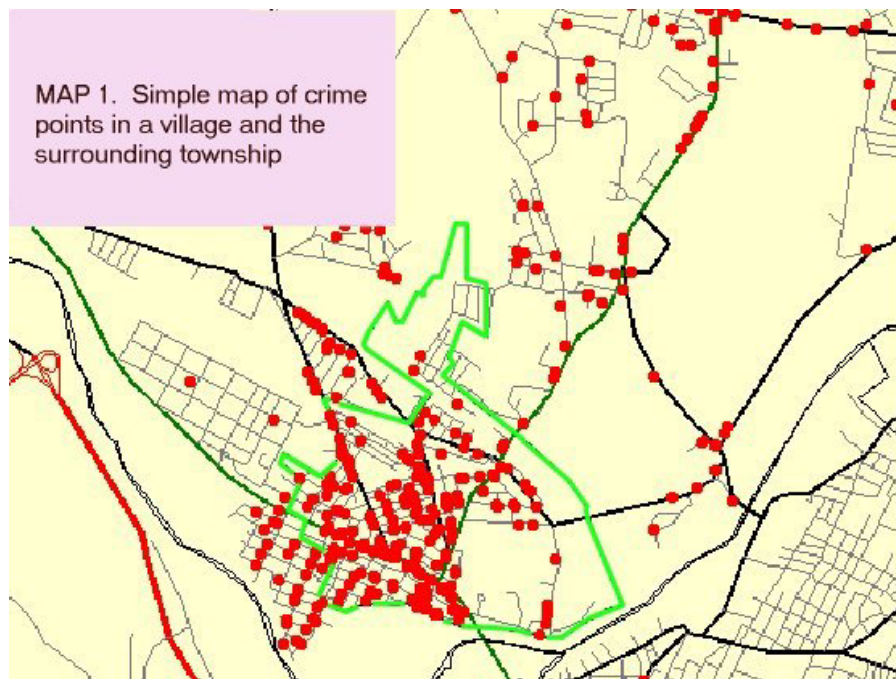 MAP 1.  Simple map of crime
points in a village and the
surrounding township